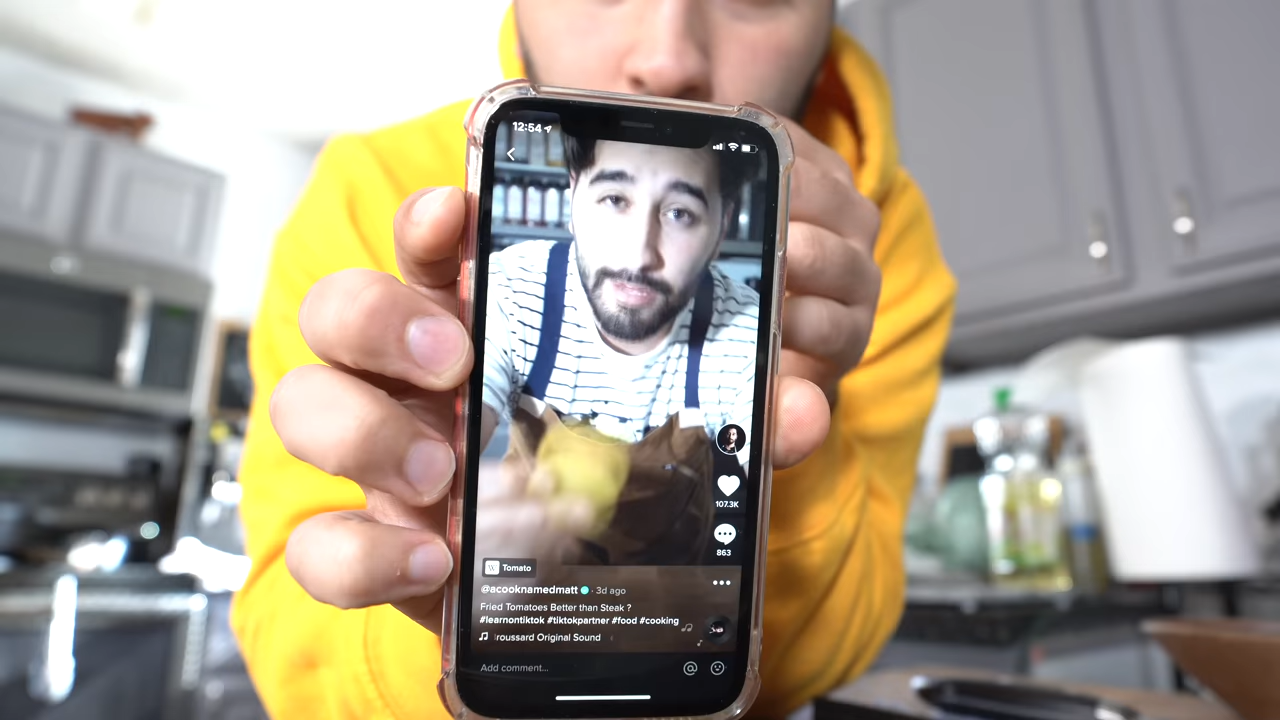 12:54
107.3K
863
Tomato
@acooknamedmatt · 3d ago
Fried Tomatoes Better than Steak ?
#learnontiktok #tiktokpartner #food #cooking
roussard Original Sound
Add comment...